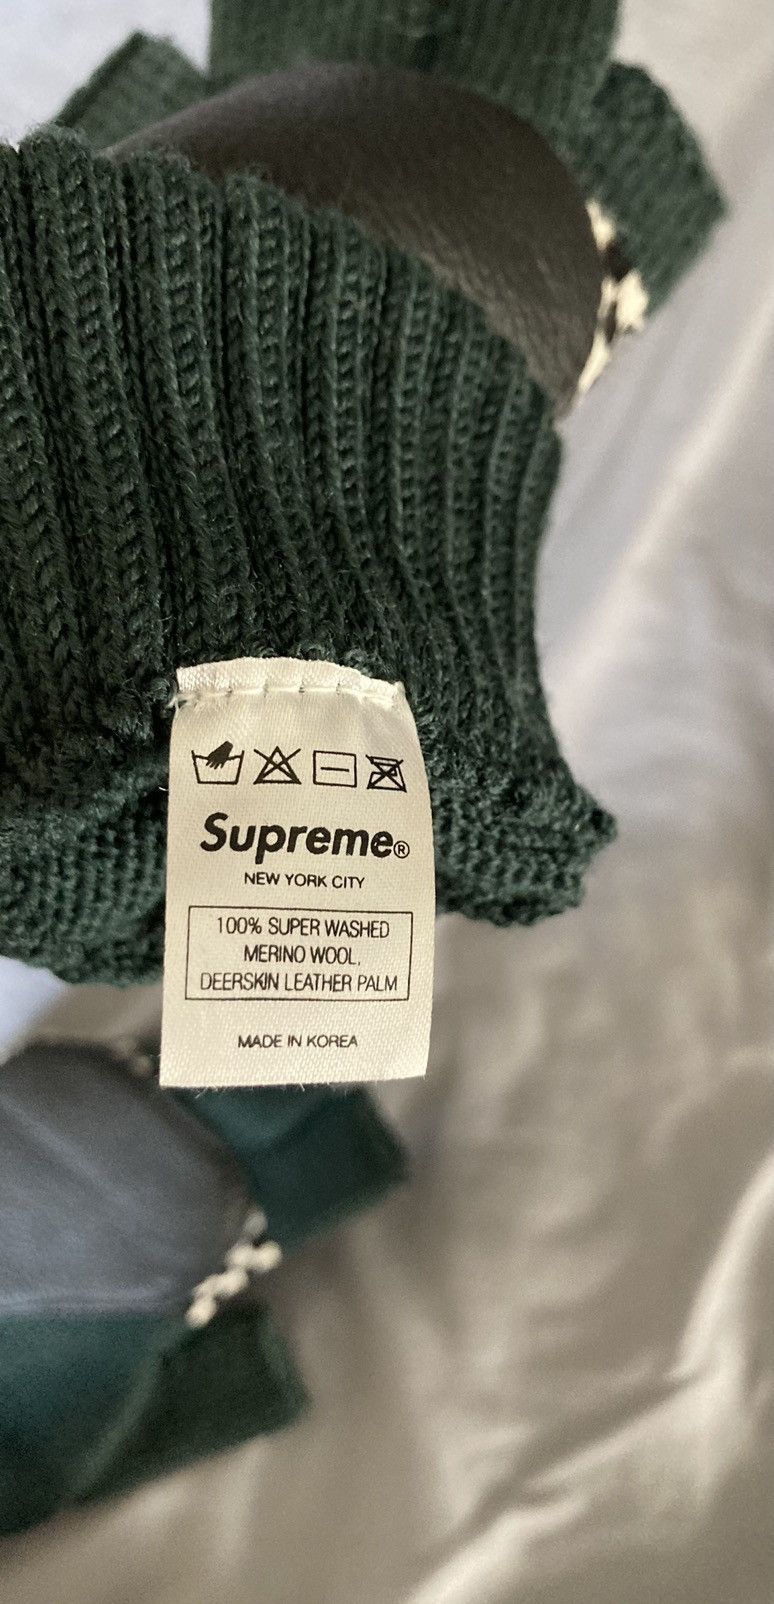 Supreme®
NEW YORK CITY
100% SUPER WASHED
MERINO WOOL,
DEERSKIN LEATHER PALM
MADE IN KOREA